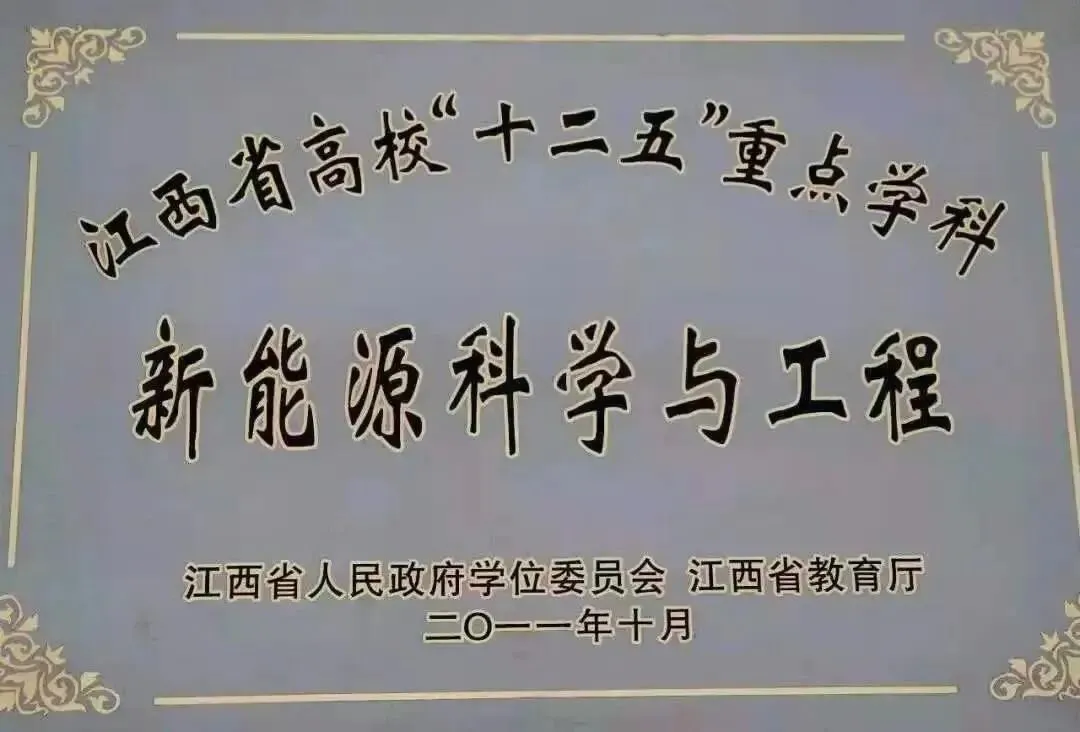 江西省高校“十二五”重点学科
新能源科学与工程
江西省人民政府学位委员会 江西省教育厅
二〇一一年十月